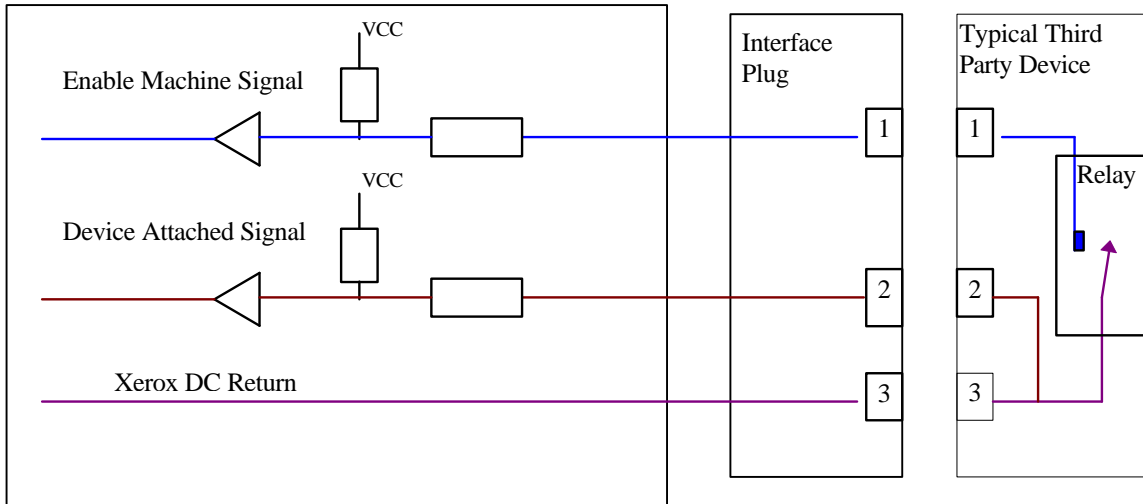 VCC
Enable Machine Signal
VCC
Device Attached Signal
Xerox DC Return
Interface
Plug
1
2
3
Typical Third
Party Device
1
Relay
2
3